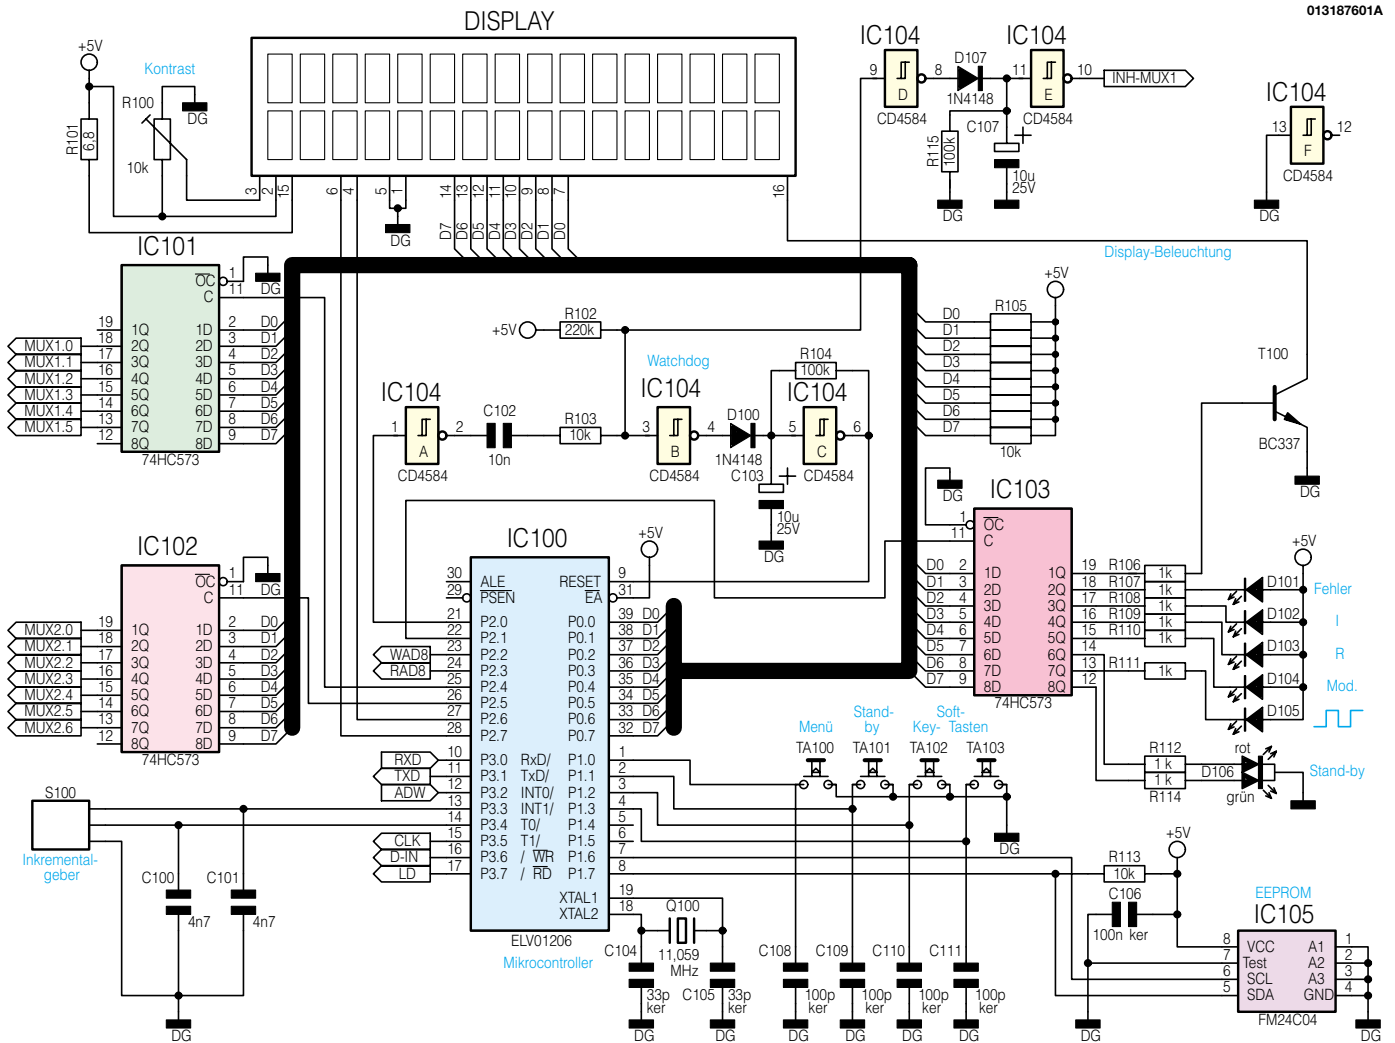 013187601A
DISPLAY
+5V
Kontrast
R100
DG
R101
6,8
10k
3
2
15
6
4
5
1
14
13
12
11
10
9
8
7
16
D7
D6
D5
D4
D3
D2
D1
D0
DG
IC104
9
D
8
CD4584
D107
1N4148
IC104
11
E
10
CD4584
INH-MUX1
R115
100k
C107
+
10u
25V
DG
DG
IC104
13
F
12
CD4584
DG
IC101
OC
1
C
11
DG
19
18
17
16
15
14
13
12
1Q
2Q
3Q
4Q
5Q
6Q
7Q
8Q
1D
2D
3D
4D
5D
6D
7D
8D
2
3
4
5
6
7
8
9
D0
D1
D2
D3
D4
D5
D6
D7
MUX1.0
MUX1.1
MUX1.2
MUX1.3
MUX1.4
MUX1.5
74HC573
+5V
R102
220k
Watchdog
IC104
1
A
2
CD4584
C102
10n
R103
10k
IC104
3
B
4
CD4584
D100
1N4148
R104
100k
IC104
5
C
6
CD4584
C103
+
10u
25V
DG
Display-Beleuchtung
+5V
R105
D0
D1
D2
D3
D4
D5
D6
D7
10k
T100
BC337
DG
IC102
OC
1
C
11
DG
19
18
17
16
15
14
13
12
1Q
2Q
3Q
4Q
5Q
6Q
7Q
8Q
1D
2D
3D
4D
5D
6D
7D
8D
2
3
4
5
6
7
8
9
D0
D1
D2
D3
D4
D5
D6
D7
MUX2.0
MUX2.1
MUX2.2
MUX2.3
MUX2.4
MUX2.5
MUX2.6
74HC573
IC100
+5V
30 ALE
29 PSEN
RESET 9
EA 31
21 P2.0
22 P2.1
WAD8 23 P2.2
RAD8 24 P2.3
25 P2.4
26 P2.5
27 P2.6
28 P2.7
P0.0 39 D0
P0.1 38 D1
P0.2 37 D2
P0.3 36 D3
P0.4 35 D4
P0.5 34 D5
P0.6 33 D6
P0.7 32 D7
RXD 10 P3.0 RxD/
TXD 11 P3.1 TxD/
ADW 12 P3.2 INT0/
13 P3.3 INT1/
14 P3.4 T0/
CLK 15 P3.5 T1/
D-IN 16 P3.6 / WR
LD 17 P3.7 / RD
P1.0 1
P1.1 2
P1.2 3
P1.3 4
P1.4 5
P1.5 6
P1.6 7
P1.7 8
XTAL1 19
XTAL2 18
ELV01206
Mikrocontroller
Q100
11,059
MHz
C104
33p
ker
DG
C105
33p
ker
DG
S100
Inkremental-
geber
C100
4n7
C101
4n7
DG
DG
IC103
1
OC
11
C
D0 2 1D
D1 3 2D
D2 4 3D
D3 5 4D
D4 6 5D
D5 7 6D
D6 8 7D
D7 9 8D
1Q 19
2Q 18
3Q 17
4Q 16
5Q 15
6Q 14
7Q 13
8Q 12
74HC573
R106
1k
R107
1k
R108
1k
R109
1k
R110
1k
R111
1k
+5V
D101
Fehler
D102
I
D103
R
D104
Mod.
D105
R112
1k
1k
R114
rot
D106
grün
Stand-by
DG
Menü
TA100
Stand-
by
TA101
Soft-
Key-Tasten
TA102
TA103
DG
C108
100p
ker
DG
C109
100p
ker
DG
C110
100p
ker
DG
C111
100p
ker
DG
+5V
R113
10k
C106
100n ker
DG
EEPROM
IC105
8 VCC
7 Test
6 SCL
5 SDA
A1 1
A2 2
A3 3
GND 4
FM24C04
DG